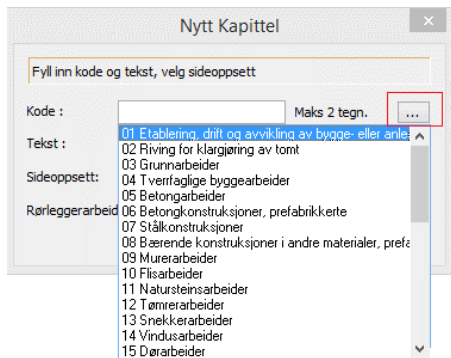 Nytt Kapittel
Fyll inn kode og tekst, velg sideoppsett
Kode :
Maks 2 tegn.
...
Tekst :
Sideoppsett:
Rørleggerarbeid
01 Etablering, drift og avvikling av bygge- eller anle
02 Riving for klargjøring av tomt
03 Grunnarbeider
04 Tverrfaglige byggearbeider
05 Betongarbeider
06 Betongkonstruksjoner, prefabrikkerte
07 Stålkonstruksjoner
08 Bærende konstruksjoner i andre materialer, prefa
09 Murerarbeider
10 Flisarbeider
11 Natursteinsarbeider
12 Tømrerarbeider
13 Snekkerarbeider
14 Vindusarbeider
15 Dørarbeider